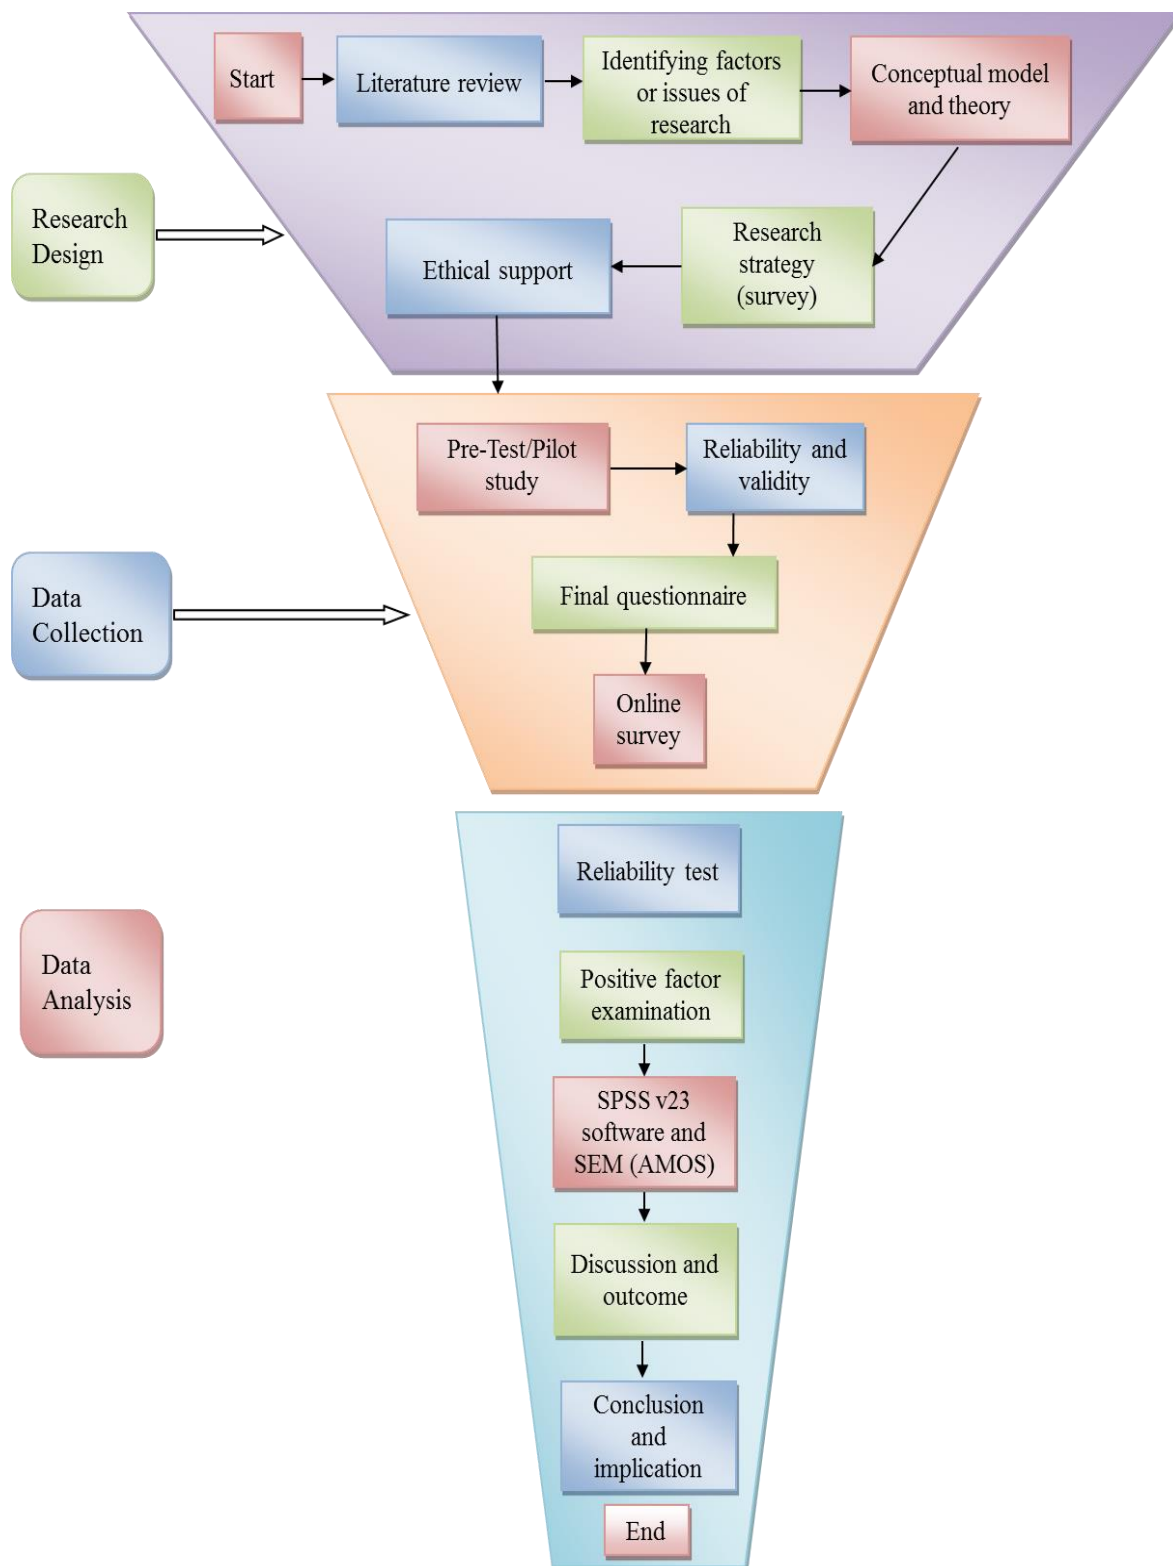 Start
Literature review
Identifying factors
or issues of
research
Conceptual model
and theory
Research
Design
Ethical support
Research
strategy
(survey)
Pre-Test/Pilot
study
Reliability and
validity
Data
Collection
Final questionnaire
Online
survey
Reliability test
Data
Analysis
Positive factor
examination
SPSS v23
software and
SEM (AMOS)
Discussion and
outcome
Conclusion
and
implication
End